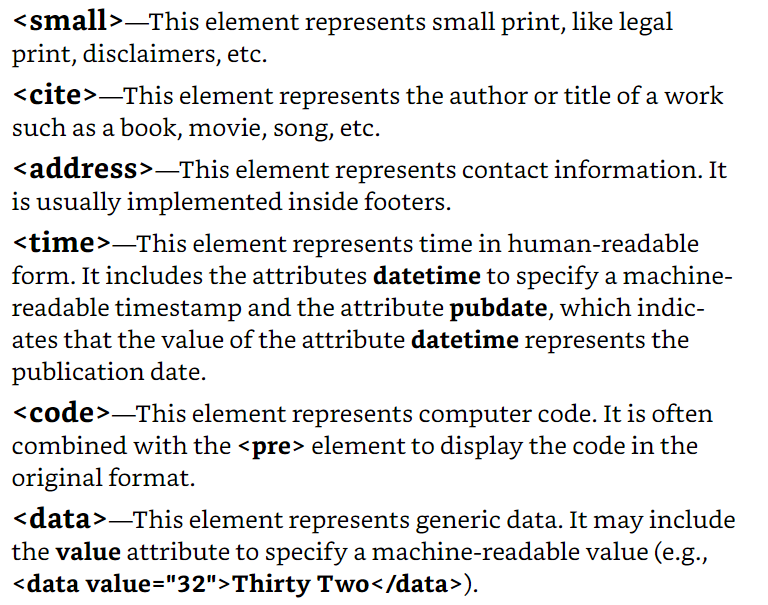 <small>—This element represents small print, like legal
print, disclaimers, etc.
<cite>—This element represents the author or title of a work
such as a book, movie, song, etc.
<address>—This element represents contact information. It
is usually implemented inside footers.
<time>—This element represents time in human-readable
form. It includes the attributes datetime to specify a machine-
readable timestamp and the attribute pubdate, which indic-
ates that the value of the attribute datetime represents the
publication date.
<code>—This element represents computer code. It is often
combined with the <pre> element to display the code in the
original format.
<data>—This element represents generic data. It may include
the value attribute to specify a machine-readable value (e.g.,
<data value="32">Thirty Two</data>).